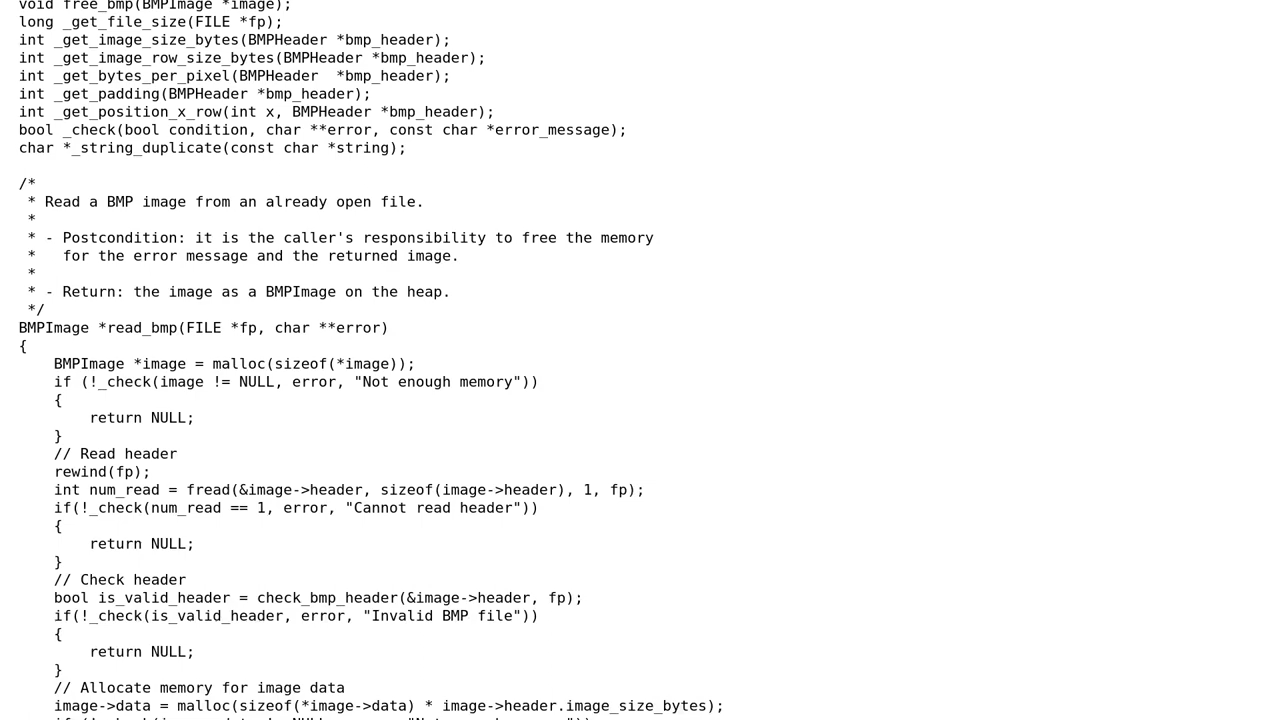 void free_bmp(BMPImage *image);
long _get_file_size(FILE *fp);
int _get_image_size_bytes(BMPHeader *bmp_header);
int _get_image_row_size_bytes(BMPHeader *bmp_header);
int _get_bytes_per_pixel(BMPHeader  *bmp_header);
int _get_padding(BMPHeader *bmp_header);
int _get_position_x_row(int x, BMPHeader *bmp_header);
bool _check(bool condition, char **error, const char *error_message);
char *_string_duplicate(const char *string);

/*
 * Read a BMP image from an already open file.
 *
 * - Postcondition: it is the caller's responsibility to free the memory
 *   for the error message and the returned image.
 *
 * - Return: the image as a BMPImage on the heap.
 */
BMPImage *read_bmp(FILE *fp, char **error)
{
    BMPImage *image = malloc(sizeof(*image));
    if (!_check(image != NULL, error, "Not enough memory"))
    {
        return NULL;
    }
    // Read header
    rewind(fp);
    int num_read = fread(&image->header, sizeof(image->header), 1, fp);
    if(!_check(num_read == 1, error, "Cannot read header"))
    {
        return NULL;
    }
    // Check header
    bool is_valid_header = check_bmp_header(&image->header, fp);
    if(!_check(is_valid_header, error, "Invalid BMP file"))
    {
        return NULL;
    }
    // Allocate memory for image data
    image->data = malloc(sizeof(*image->data) * image->header.image_size_bytes);